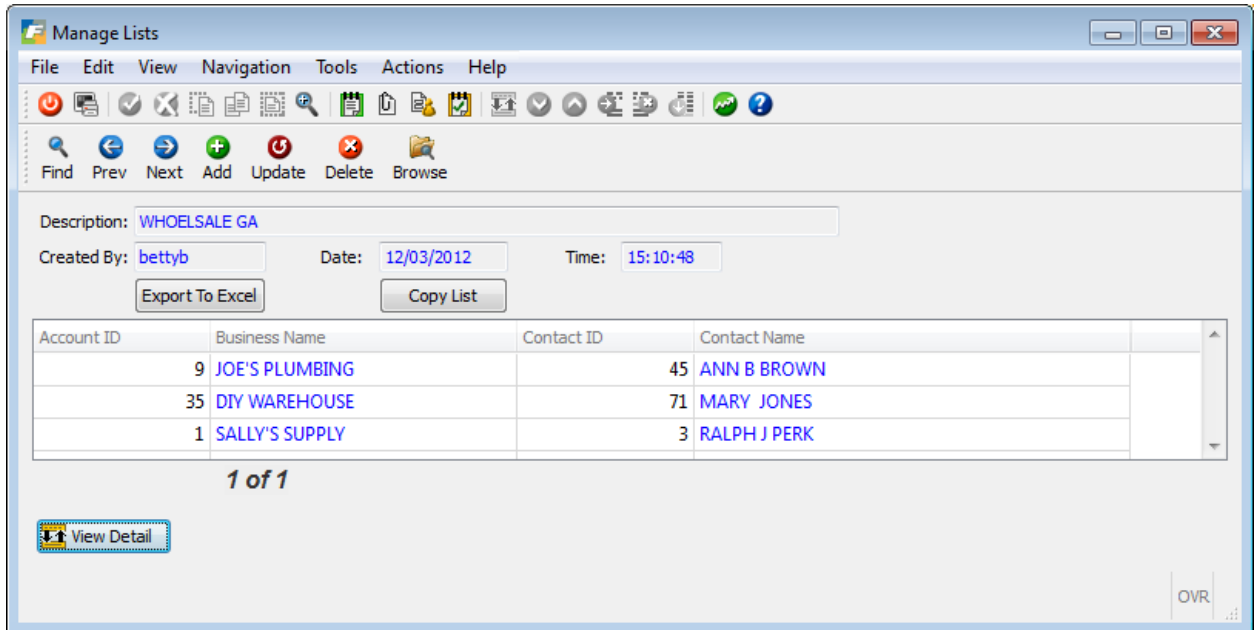 Manage Lists
File Edit View Navigation Tools Actions Help
Find Prev Next Add Update Delete Browse
Description: WHOELSALE GA
Created By: bettyb Date: 12/03/2012 Time: 15:10:48
Export To Excel Copy List
Account ID Business Name Contact ID Contact Name
9 JOE'S PLUMBING 45 ANN B BROWN
35 DIY WAREHOUSE 71 MARY JONES
1 SALLY'S SUPPLY 3 RALPH J PERK
1 of 1
View Detail
OVR